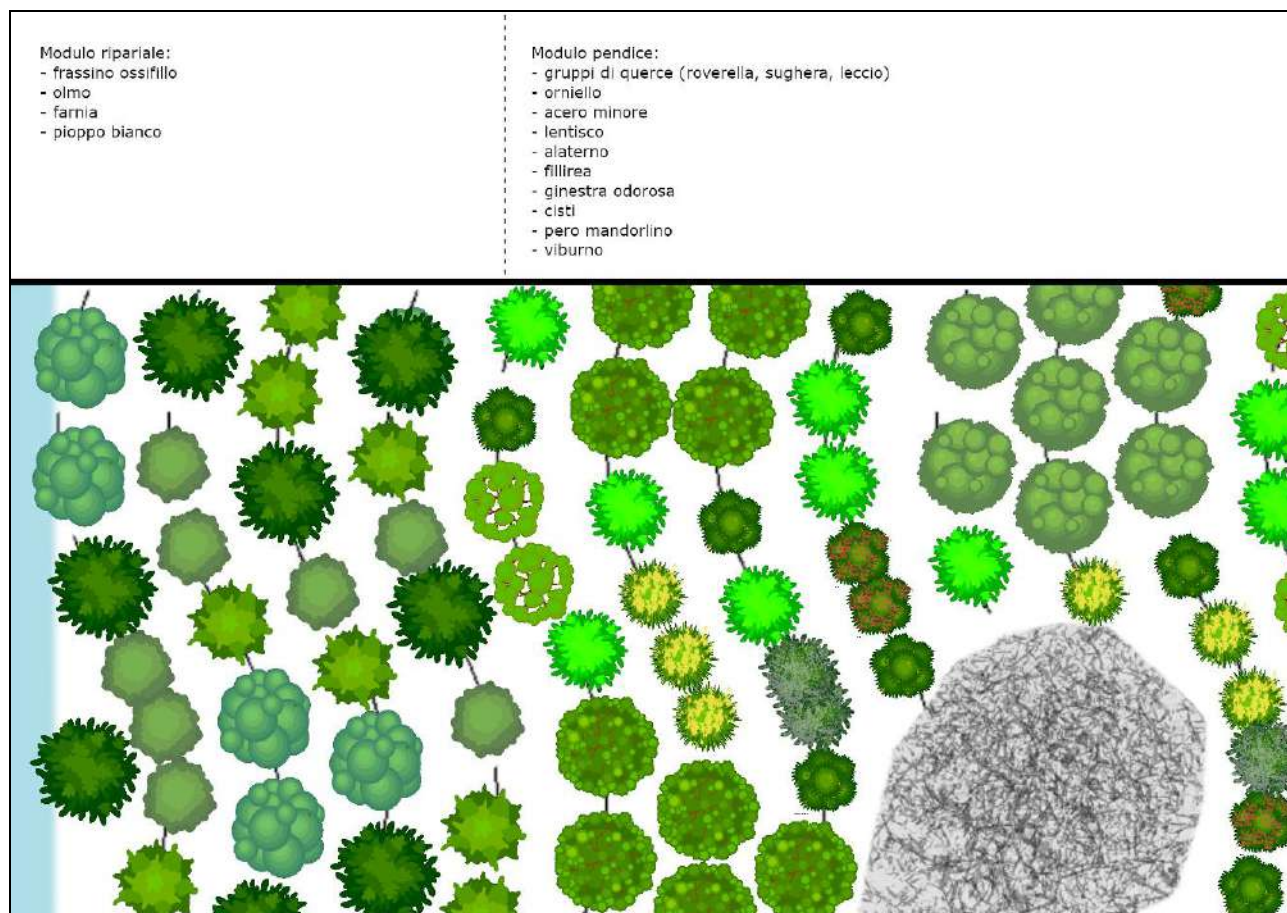 Modulo ripariale:
- frassino ossifillo
- olmo
- farnia
- pioppo bianco
Modulo pendice:
- gruppi di querce (roverella, sughera, leccio)
- orniello
- acero minore
- lentisco
- alaterno
- fillirea
- ginestra odorosa
- cisti
- pero mandorlino
- viburno